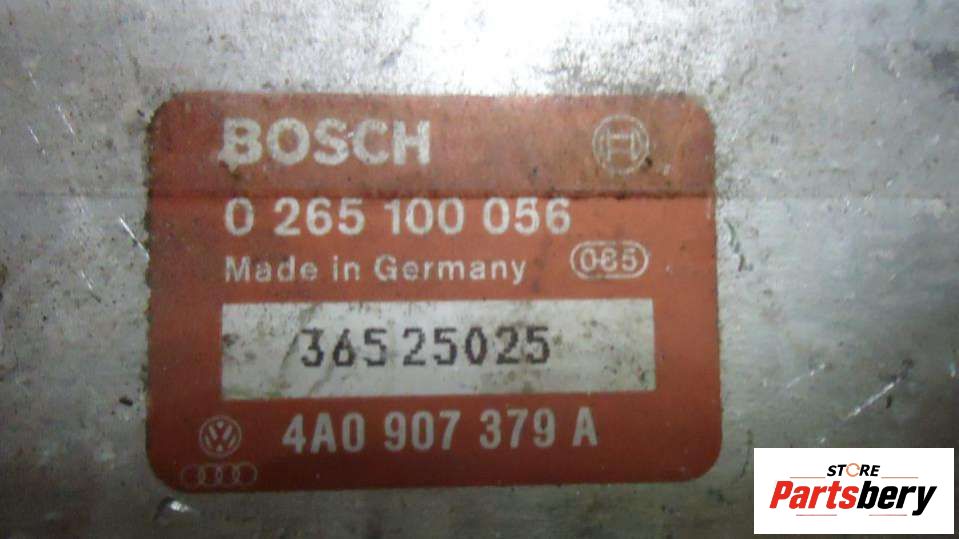 BOSCH
0 265 100 056
Made in Germany 065
36525025
4A0 907 379 A
STORE
Partsbery